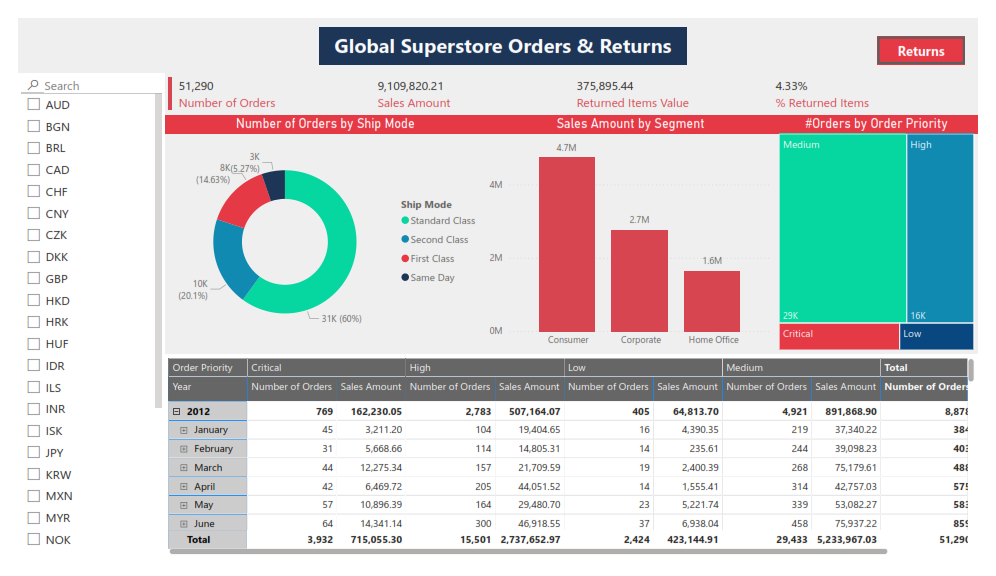 Global Superstore Orders & Returns
Returns
Search
AUD
BGN
BRL
CAD
CHF
CNY
CZK
DKK
GBP
HKD
HRK
HUF
IDR
ILS
INR
ISK
JPY
KRW
MXN
MYR
NOK
51,290 9,109,820.21 375,895.44 4.33%
Number of Orders Sales Amount Returned Items Value % Returned Items
Number of Orders by Ship Mode Sales Amount by Segment #Orders by Order Priority
3K
(5.27%)
8K
(14.63%)
10K
(20.1%)
31K (60%)
Ship Mode
Standard Class
Second Class
First Class
Same Day
4M
2M
0M
4.7M
2.7M
1.6M
Consumer Corporate Home Office
Medium High
29K 16K
Critical Low
Order Priority Critical High Low Medium Total
Year Number of Orders Sales Amount Number of Orders Sales Amount Number of Orders Sales Amount Number of Orders Sales Amount Number of Orders
2012 769 162,230.05 2,783 507,164.07 405 64,813.70 4,921 891,868.90 8,878
January 45 3,211.20 104 19,404.65 16 4,390.35 219 37,340.22 384
February 31 5,668.66 114 14,805.31 14 235.61 244 39,098.23 403
March 44 12,275.34 157 21,709.59 19 2,400.39 268 75,179.61 488
April 42 6,469.72 205 44,051.52 14 1,555.41 314 42,757.03 575
May 57 10,896.39 164 29,480.70 23 5,221.74 339 53,082.27 583
June 64 14,341.14 300 46,918.55 37 6,938.04 458 75,937.22 859
Total 3,932 715,055.30 15,501 2,737,652.97 2,424 423,144.91 29,433 5,233,967.03 51,290